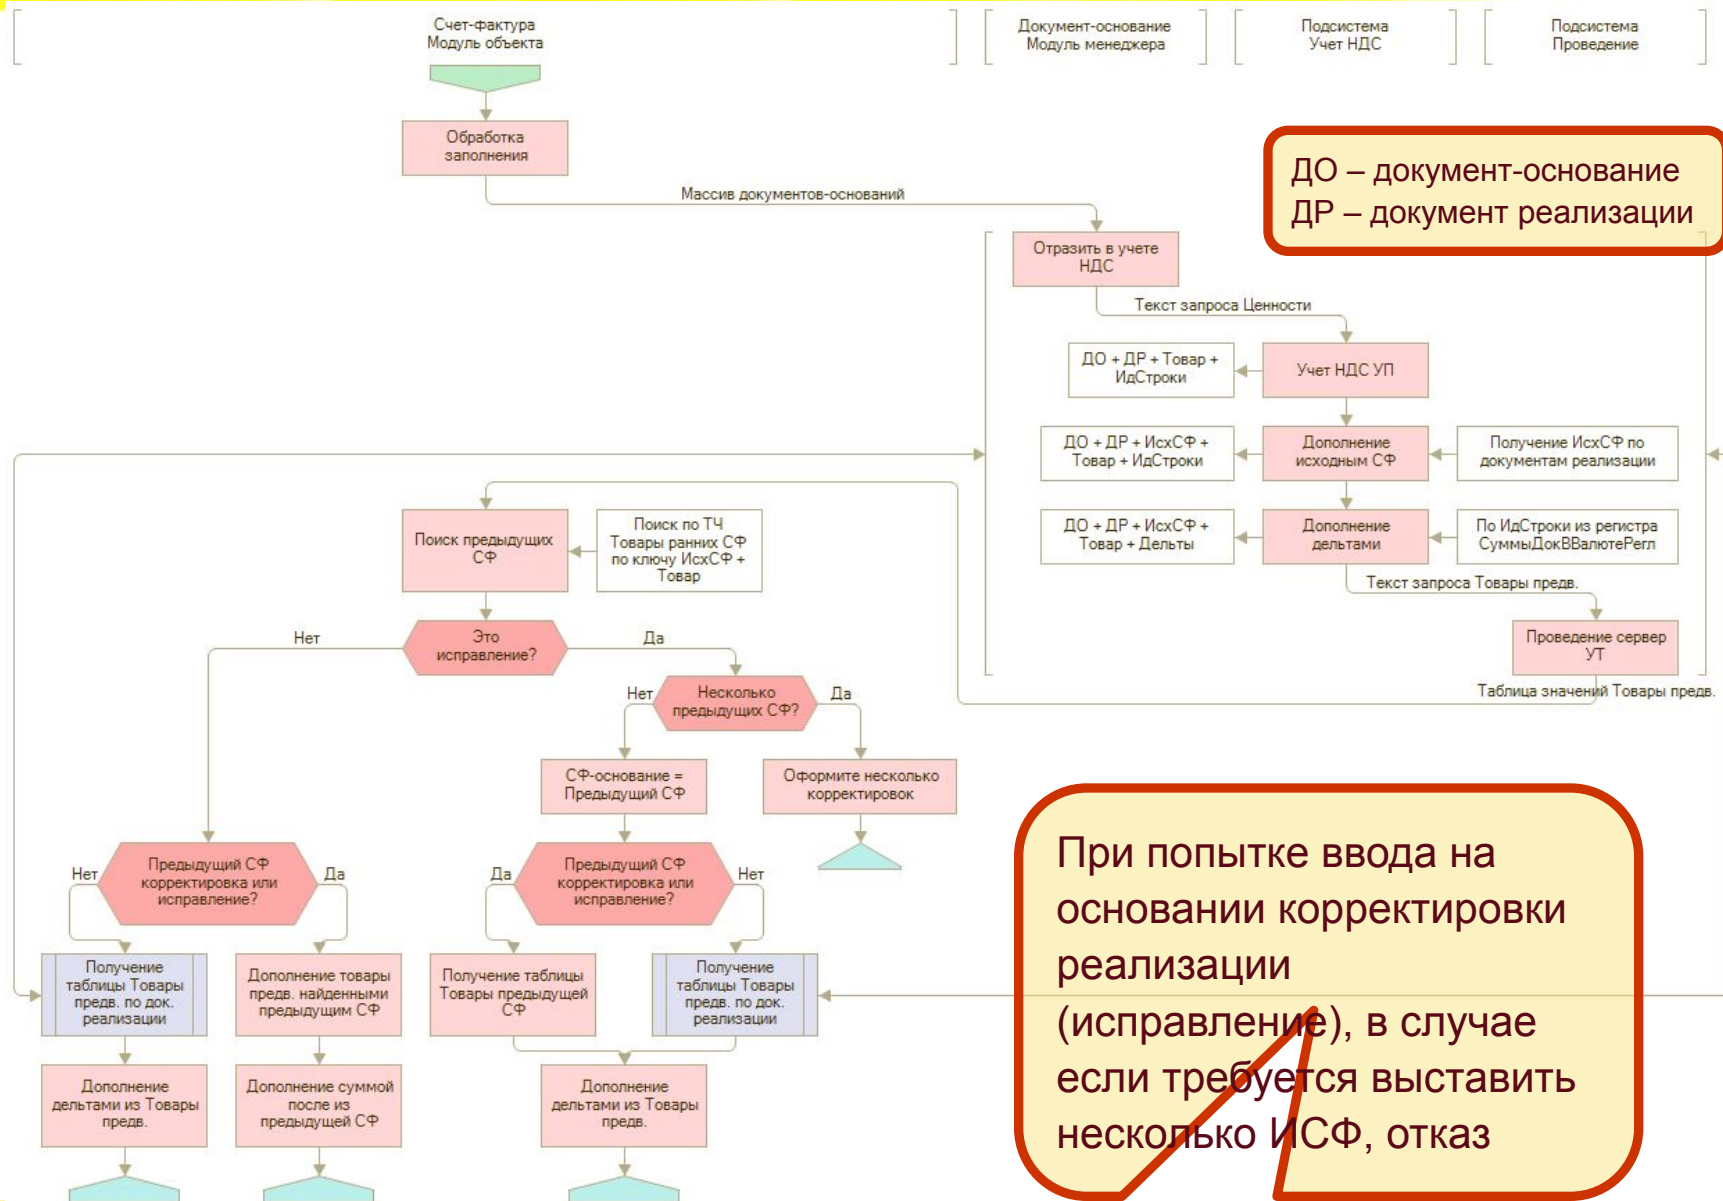 Счет-фактура
Модуль объекта
Документ-основание
Модуль менеджера
Подсистема
Учет НДС
Подсистема
Проведение
Обработка
заполнения
Массив документов-оснований
ДО – документ-основание
ДР – документ реализации
Отразить в учете
НДС
Текст запроса Ценности
ДО + ДР + Товар +
ИдСтроки
Учет НДС УП
ДО + ДР + ИсхСФ +
Товар + ИдСтроки
Дополнение
исходным СФ
Получение ИсхСФ по
документам реализации
ДО + ДР + ИсхСФ +
Товар + Дельты
Дополнение
дельтами
По ИдСтроки из регистра
СуммыДокВВалютеРегл
Текст запроса Товары предв.
Проведение сервер
УТ
Таблица значений Товары предв.
Поиск предыдущих
СФ
Поиск по ТЧ
Товары ранних СФ
по ключу ИсхСФ +
Товар
Это
исправление?
Нет
Да
Несколько
предыдущих СФ?
Нет
Да
СФ-основание =
Предыдущий СФ
Оформите несколько
корректировок
Предыдущий СФ
корректировка или
исправление?
Нет
Да
Предыдущий СФ
корректировка или
исправление?
Да
Нет
Получение
таблицы Товары
предв. по док.
реализации
Дополнение товары
предв. найденными
предыдущим СФ
Получение таблицы
Товары предыдущей
СФ
Получение
таблицы Товары
предв. по док.
реализации
Дополнение
дельтами из Товары
предв.
Дополнение суммой
после из
предыдущей СФ
Дополнение
дельтами из Товары
предв.
При попытке ввода на
основании корректировки
реализации
(исправление), в случае
если требуется выставить
несколько ИСФ, отказ